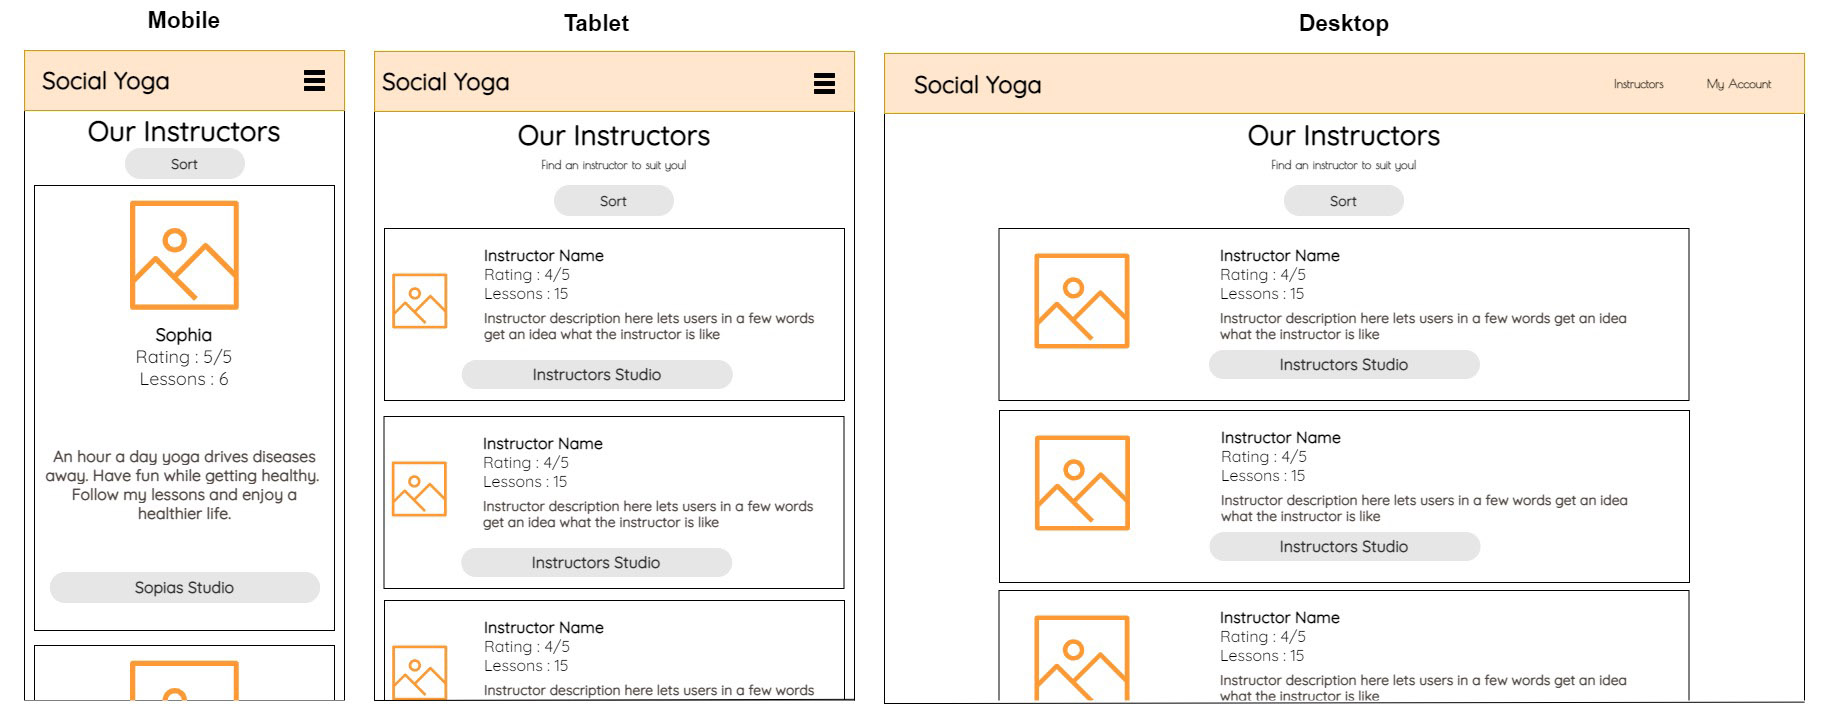 Mobile
Social Yoga
Our Instructors
Sort
Sophia
Rating : 5/5
Lessons : 6
An hour a day yoga drives diseases
away. Have fun while getting healthy.
Follow my lessons and enjoy a
healthier life.
Sopias Studio
Tablet
Social Yoga
Our Instructors
Find an instructor to suit you!
Sort
Instructor Name
Rating : 4/5
Lessons : 15
Instructor description here lets users in a few words
get an idea what the instructor is like
Instructors Studio
Instructor Name
Rating : 4/5
Lessons : 15
Instructor description here lets users in a few words
get an idea what the instructor is like
Instructors Studio
Instructor Name
Rating : 4/5
Lessons : 15
Instructor description here lets users in a few words
Desktop
Social Yoga
Instructors
My Account
Our Instructors
Find an instructor to suit you!
Sort
Instructor Name
Rating : 4/5
Lessons : 15
Instructor description here lets users in a few words get an idea
what the instructor is like
Instructors Studio
Instructor Name
Rating : 4/5
Lessons : 15
Instructor description here lets users in a few words get an idea
what the instructor is like
Instructors Studio
Instructor Name
Rating : 4/5
Lessons : 15
Instructor description here lets users in a few words get an idea
what the instructor is like